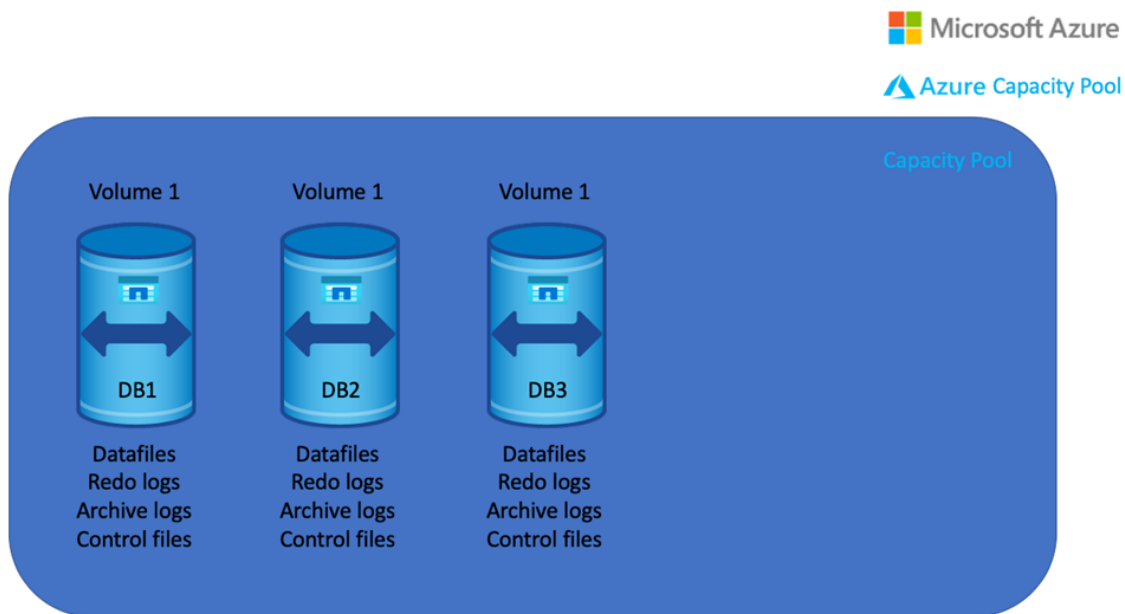 Microsoft Azure
Azure Capacity Pool
Capacity Pool
Volume 1
Volume 1
Volume 1
DB1
DB2
DB3
Datafiles
Redo logs
Archive logs
Control files
Datafiles
Redo logs
Archive logs
Control files
Datafiles
Redo logs
Archive logs
Control files